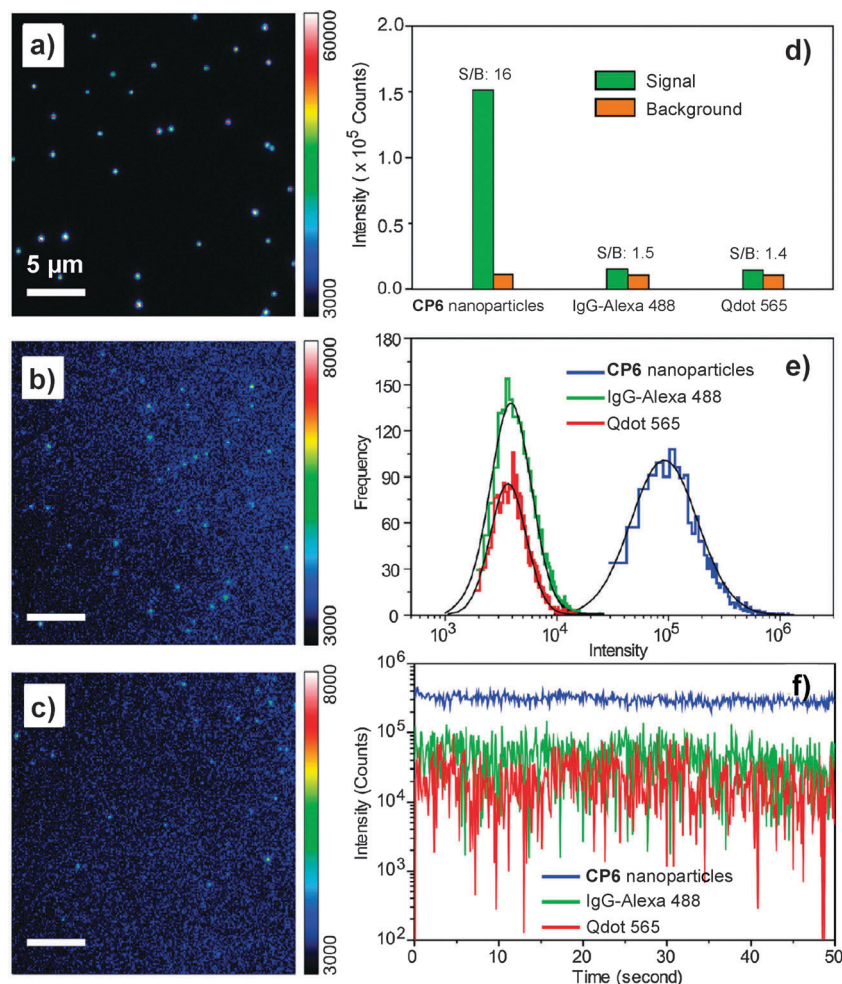 a)
5 µm
60000
3000
b)
8000
3000
c)
8000
3000
d)
Intensity ( x 10⁵ Counts)
2.0
1.5
1.0
0.5
0.0
S/B: 16
S/B: 1.5
S/B: 1.4
Signal
Background
CP6 nanoparticles
IgG-Alexa 488
Qdot 565
e)
Frequency
180
150
120
90
60
30
0
CP6 nanoparticles
IgG-Alexa 488
Qdot 565
10³
10⁴
10⁵
10⁶
Intensity
f)
Intensity (Counts)
10⁶
10⁵
10⁴
10³
10²
CP6 nanoparticles
IgG-Alexa 488
Qdot 565
0
10
20
30
40
50
Time (second)